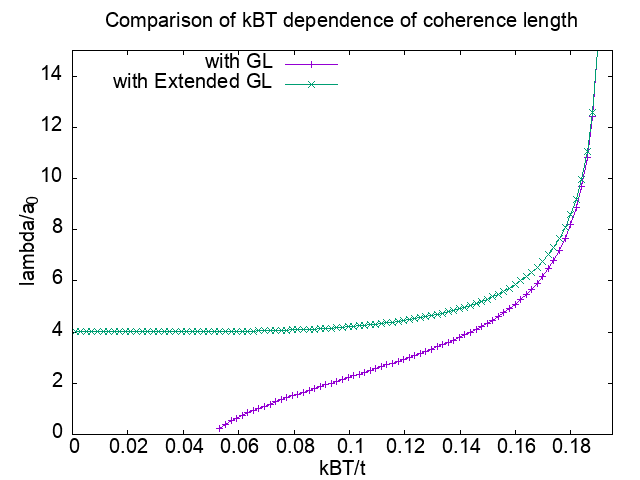 Comparison of kBT dependence of coherence length
with GL
with Extended GL
14
12
10
8
6
4
2
0
lambda/a0
0 0.02 0.04 0.06 0.08 0.1 0.12 0.14 0.16 0.18
kBT/t